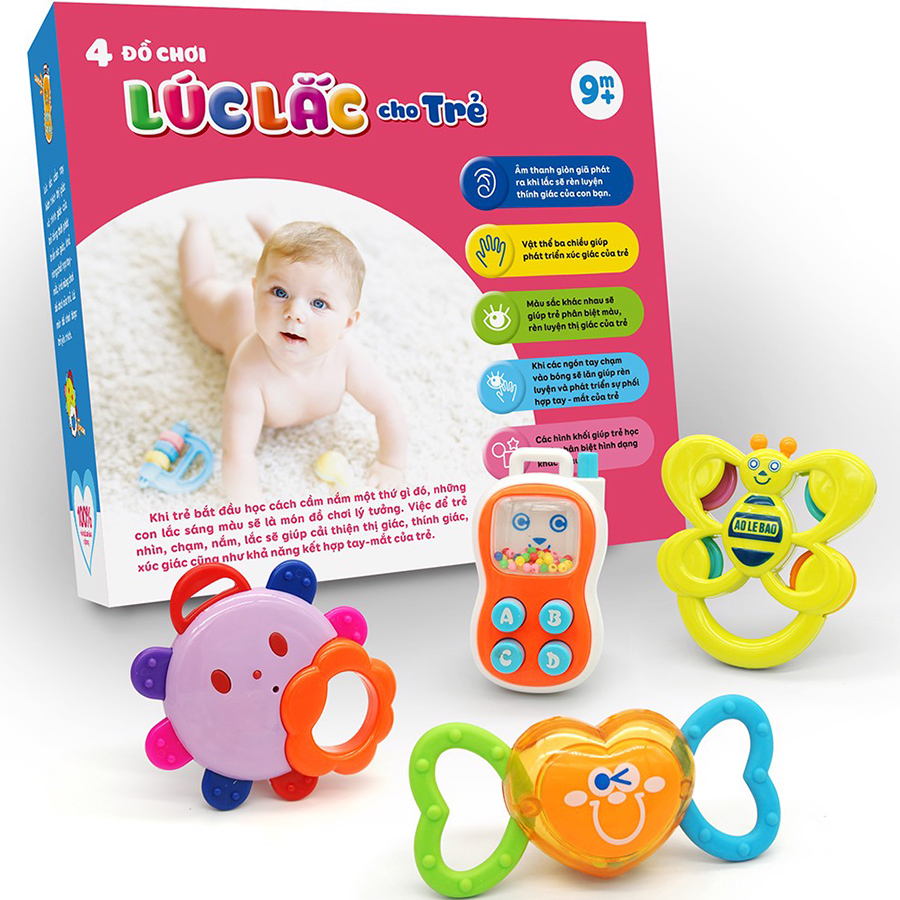 4 ĐỒ CHƠI
LÚC LẮC cho Trẻ
9m+
Âm thanh giòn giã phát
ra khi lắc sẽ rèn luyện
thính giác của con bạn.
Vật thể ba chiều giúp
phát triển xúc giác của trẻ
Màu sắc khác nhau sẽ
giúp trẻ phân biệt màu,
rèn luyện thị giác của trẻ
Khi các ngón tay chạm
vào bóng sẽ lăn giúp rèn
luyện và phát triển sự phối
hợp tay - mắt của trẻ
Các hình khối giúp trẻ học
phân biệt hình dạng
khác
Khi trẻ bắt đầu học cách cầm nắm một thứ gì đó, những
con lắc sáng màu sẽ là món đồ chơi lý tưởng. Việc để trẻ
nhìn, chạm, nắm, lắc sẽ giúp cải thiện thị giác, thính giác,
xúc giác cũng như khả năng kết hợp tay-mắt của trẻ.
100%
A B
C D
AO LE BAO